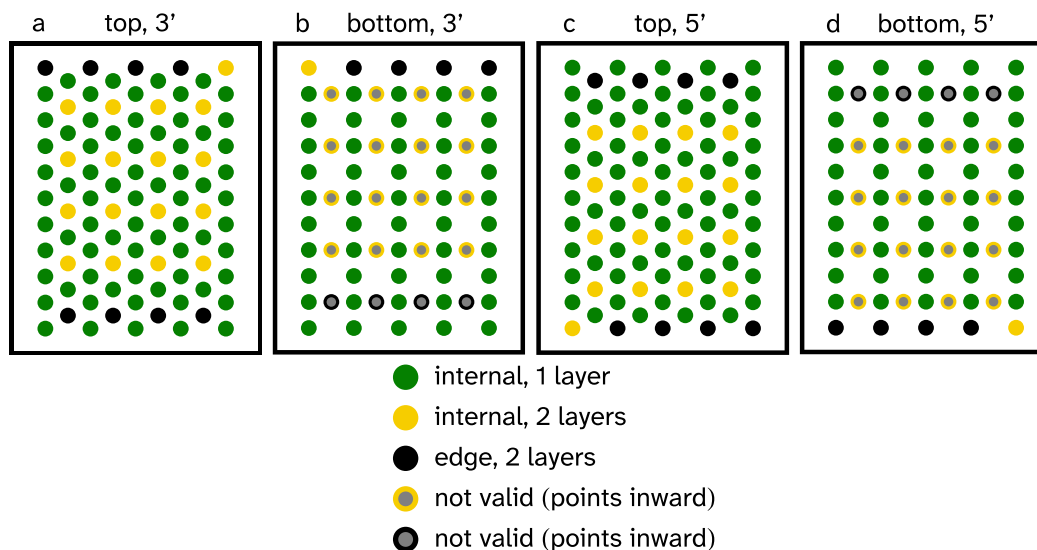 a top, 3’
b bottom, 3’
c top, 5’
d bottom, 5’
internal, 1 layer
internal, 2 layers
edge, 2 layers
not valid (points inward)
not valid (points inward)